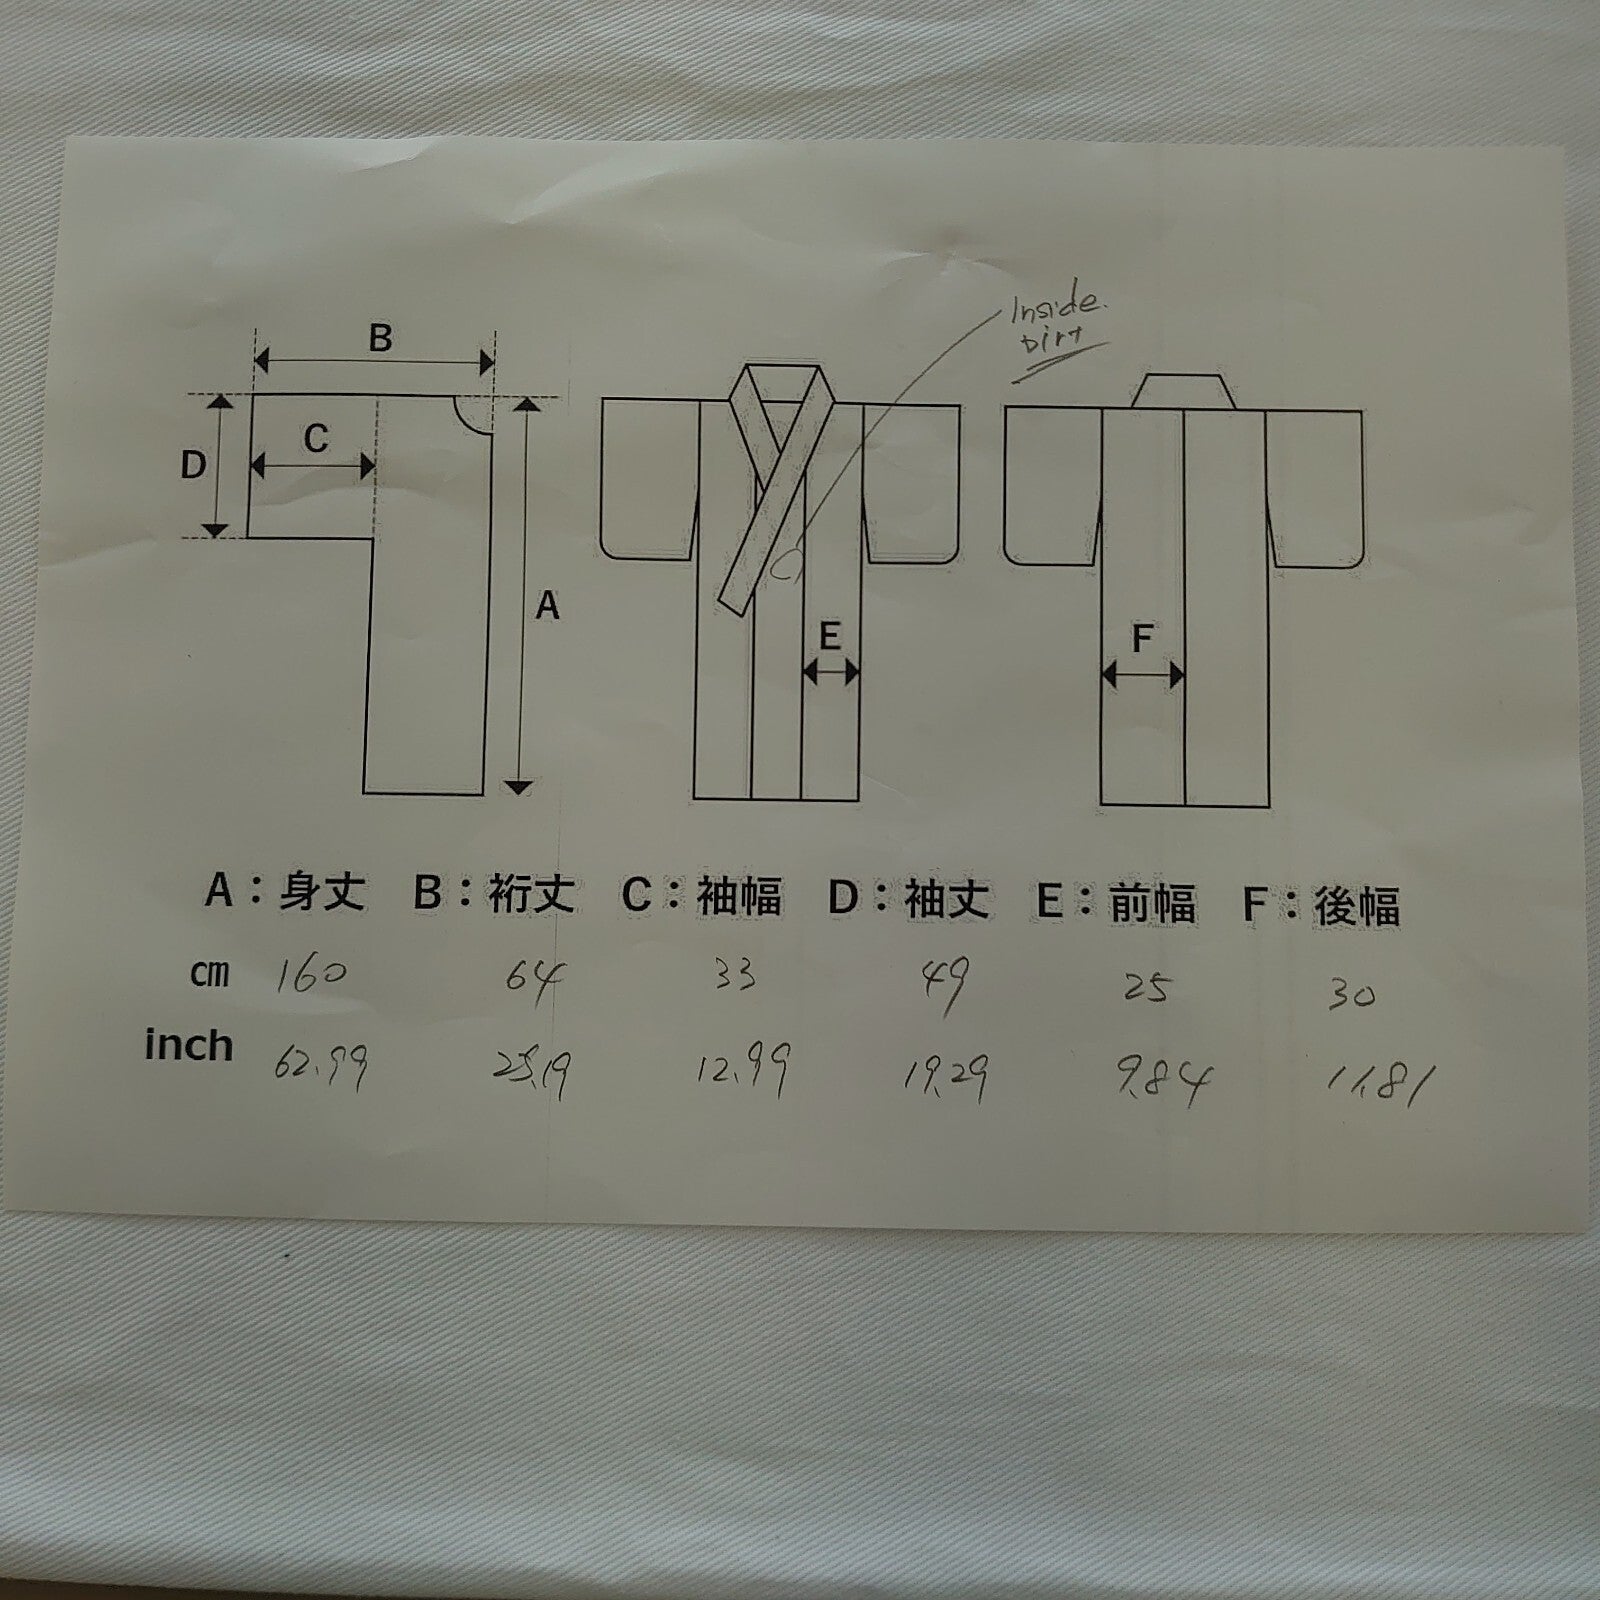 Inside.
Dirt
B
D
C
A
E
F
A：身丈 B：裄丈 C：袖幅 D：袖丈 E：前幅 F：後幅
cm 160 64 33 49 25 30
inch 62.99 25.19 12.99 19.29 9.84 11.81